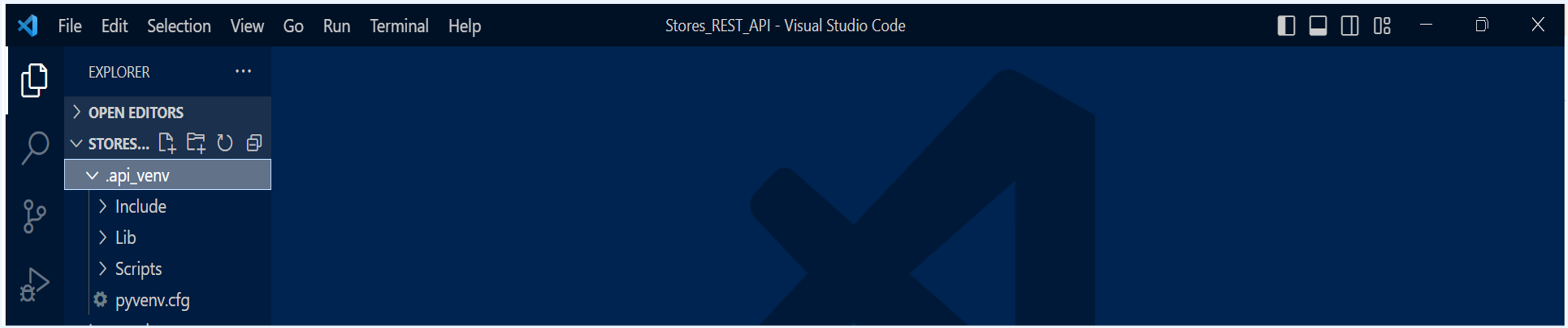 File Edit Selection View Go Run Terminal Help Stores_REST_API - Visual Studio Code
EXPLORER ···
OPEN EDITORS
STORES...
.api_venv
Include
Lib
Scripts
pyvenv.cfg